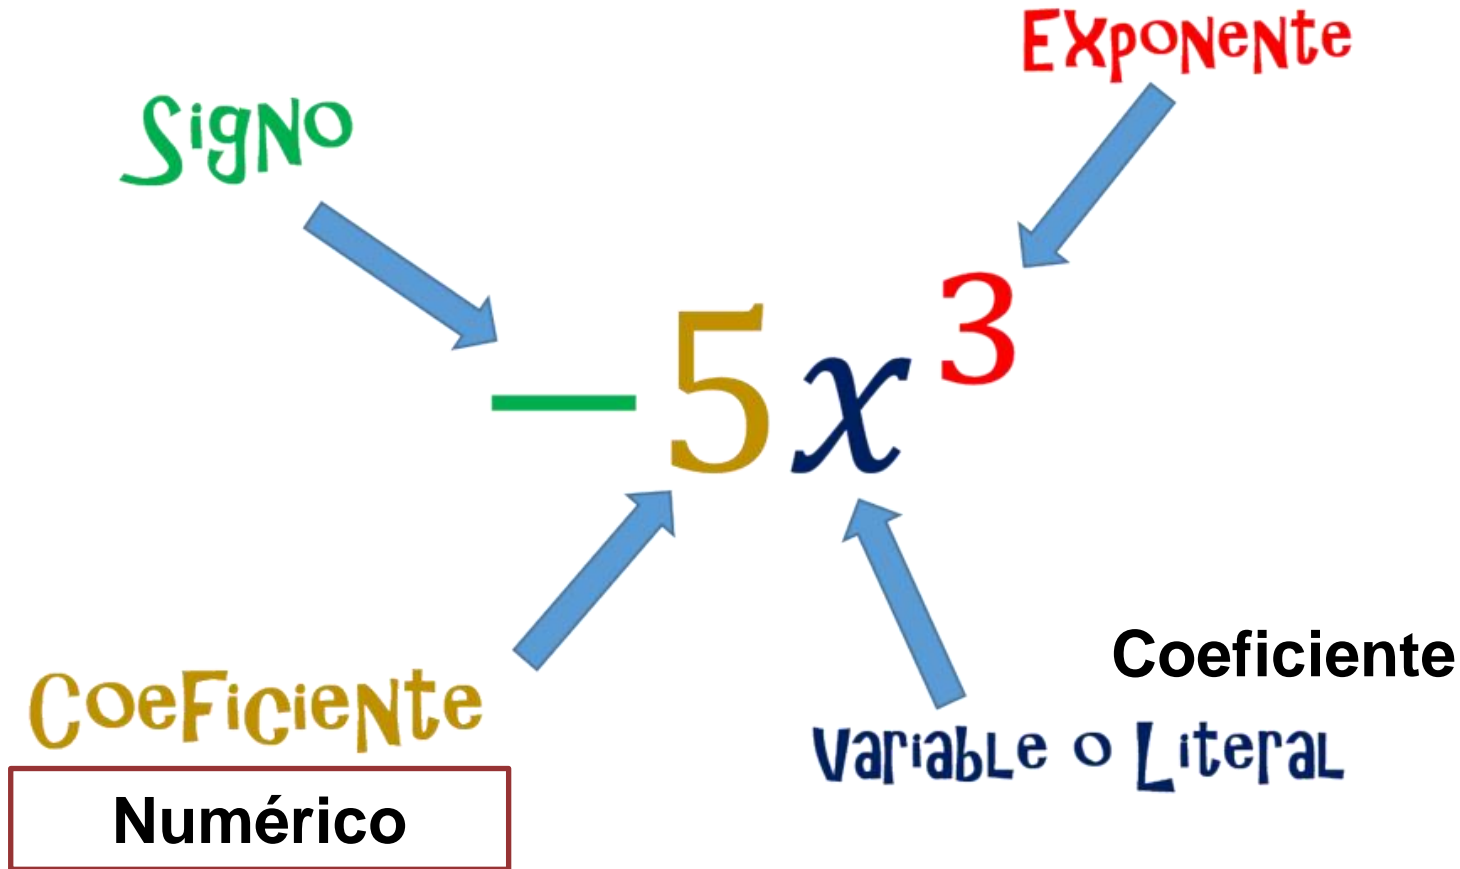 Exponente
Signo
−5x³
Coeficiente
Coeficiente
Variable o Literal
Numérico